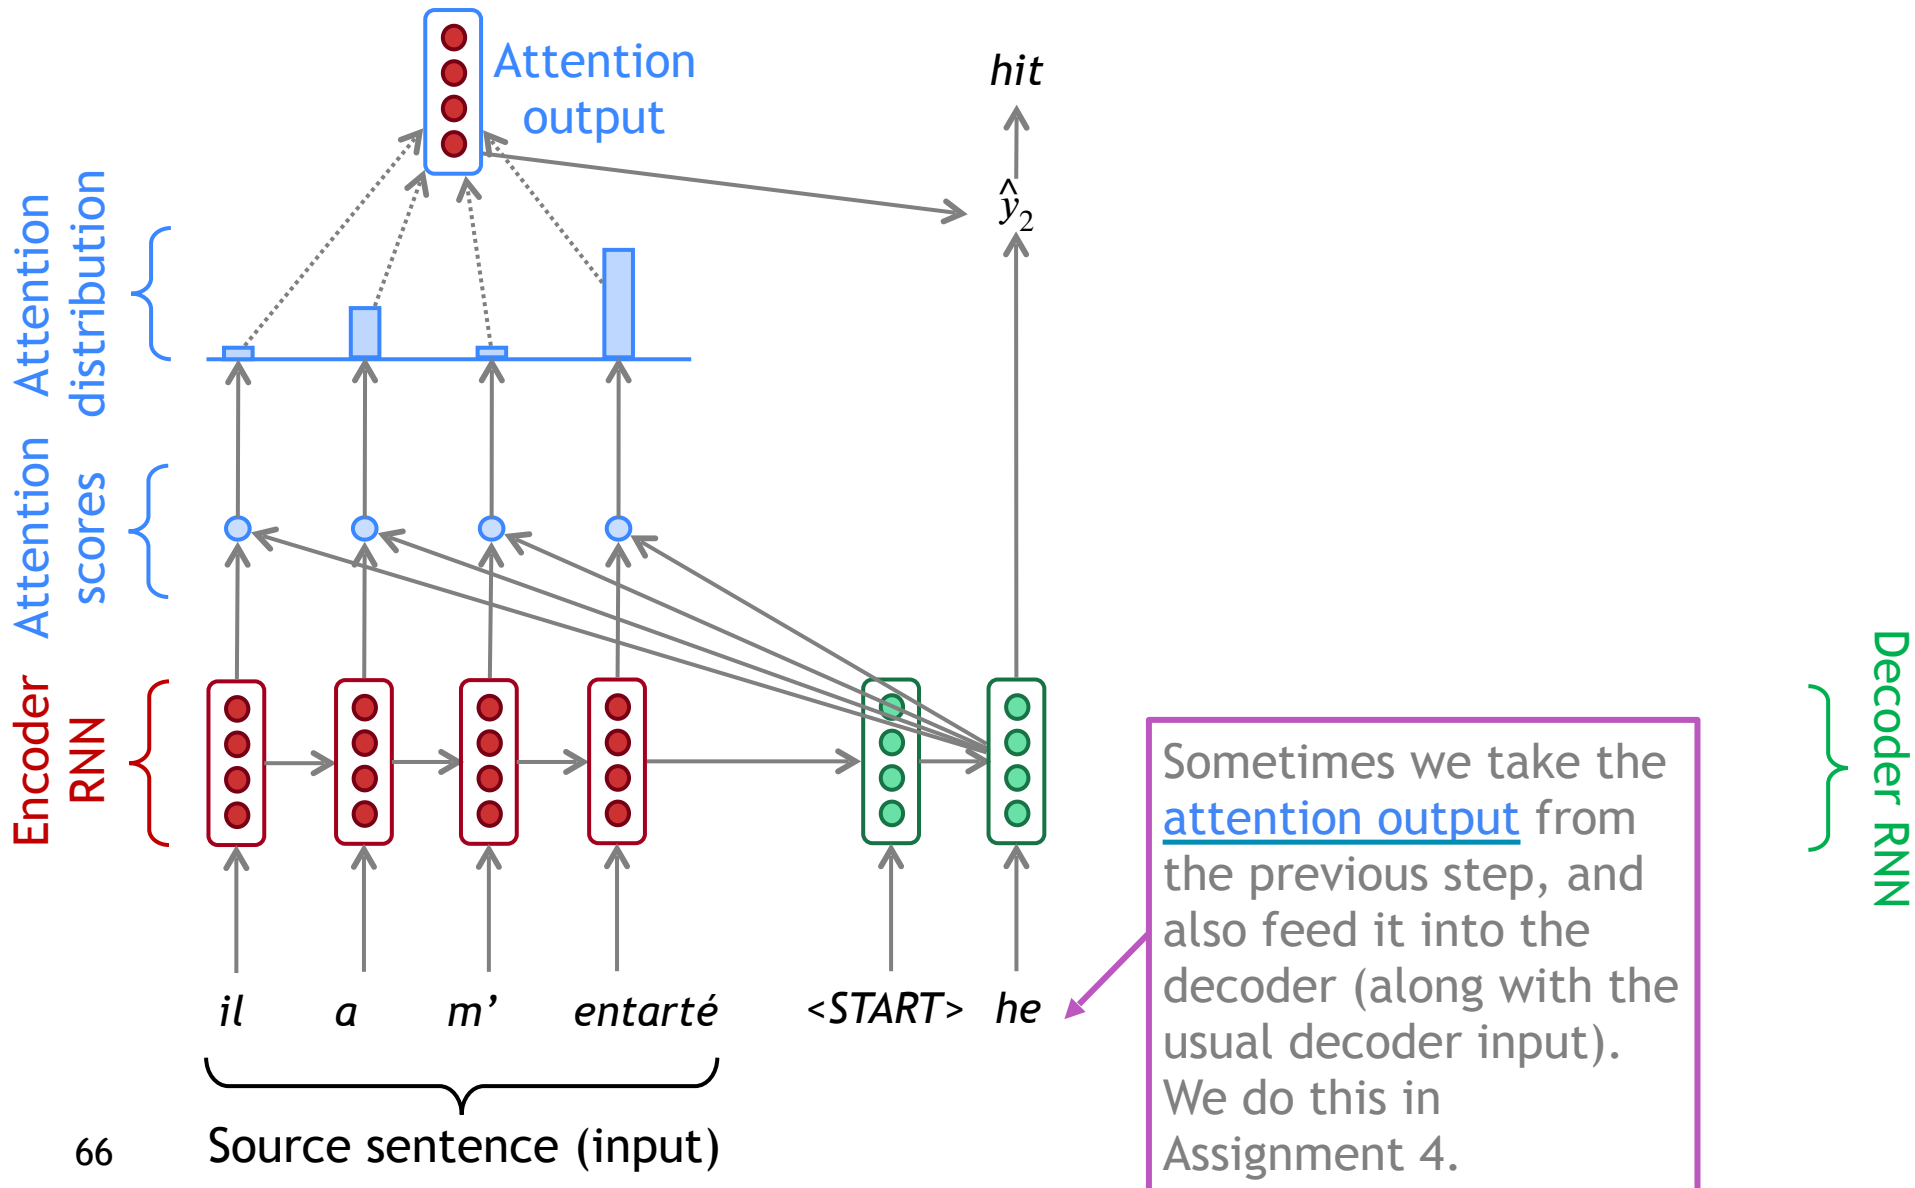 Attention
output
hit
ŷ2
Attention
distribution
Attention
scores
Encoder
RNN
Decoder RNN
il a m’ entarté <START> he
Source sentence (input)
Sometimes we take the
attention output from
the previous step, and
also feed it into the
decoder (along with the
usual decoder input).
We do this in
Assignment 4.
66